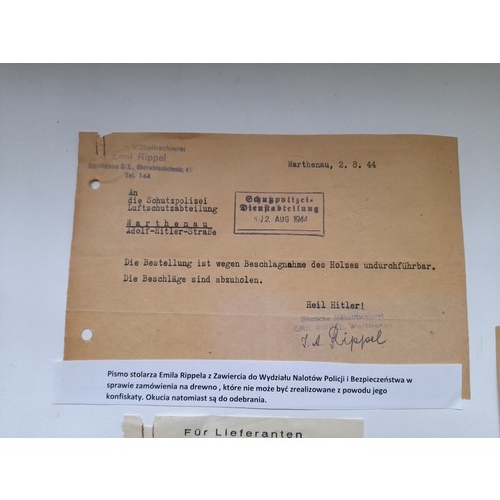 Emil Rippel
Tel. 144
Warthenau, 2. 8. 44
An
die Schutzpolizei
Luftschutzabteilung
Warthenau
Adolf-Hitler-Straße
Schutzpolizei-
Dienstabteilung
2 AUG 1944
Die Bestellung ist wegen Beschlagnahme des Holzes undurchführbar.
Die Beschläge sind abzuholen.
Heil Hitler!
I.A. Rippel
Pismo stolarza Emila Rippela z Zawiercia do Wydziału Nalotów Policji i Bezpieczeństwa w
sprawie zamówienia na drewno , które nie może być zrealizowane z powodu jego
konfiskaty. Okucia natomiast są do odebrania.
Für Lieferanten